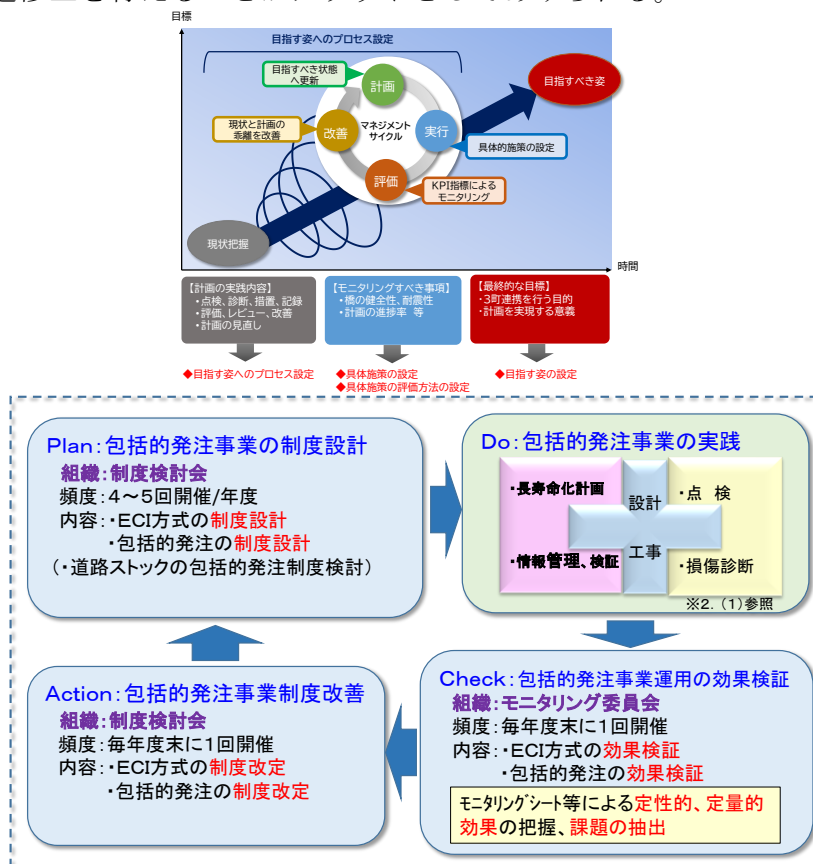 目標
目指す姿へのプロセス設定
目指すべき状態
へ更新
計画
目指すべき姿
現状と計画の
乖離を改善
改善
マネジメント
サイクル
実行
具体的施策の設定
評価
KPI指標による
モニタリング
現状把握
時間
【計画の実践内容】
・点検、診断、措置、記録
・評価、レビュー、改善
・計画の見直し
【モニタリングすべき事項】
・橋の健全性、耐震性
・計画の進捗率 等
【最終的な目標】
・3町連携を行う目的
・計画を実現する意義
◆目指す姿へのプロセス設定
◆具体施策の設定
◆具体施策の評価方法の設定
◆目指す姿の設定
Plan：包括的発注事業の制度設計
組織：制度検討会
頻度：4～5回開催/年度
内容：・ECI方式の制度設計
・包括的発注の制度設計
（・道路ストックの包括的発注制度検討）
Do：包括的発注事業の実践
・長寿命化計画
設計
・点 検
・情報管理、検証
工事
・損傷診断
※2．（1）参照
Action：包括的発注事業制度改善
組織：制度検討会
頻度：毎年度末に1回開催
内容：・ECI方式の制度改定
・包括的発注の制度改定
Check：包括的発注事業運用の効果検証
組織：モニタリング委員会
頻度：毎年度末に1回開催
内容：・ECI方式の効果検証
・包括的発注の効果検証
モニタリングシート等による定性的、定量的
効果の把握、課題の抽出